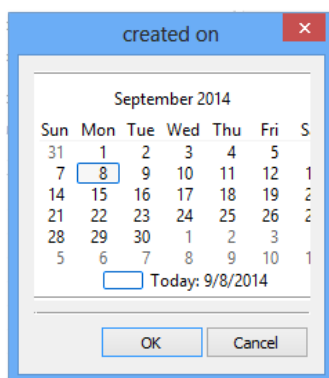 created on
September 2014
Sun Mon Tue Wed Thu Fri
31 1 2 3 4 5
7 8 9 10 11 12
14 15 16 17 18 19
21 22 23 24 25 26
28 29 30 1 2 3
5 6 7 8 9 10
Today: 9/8/2014
OK Cancel